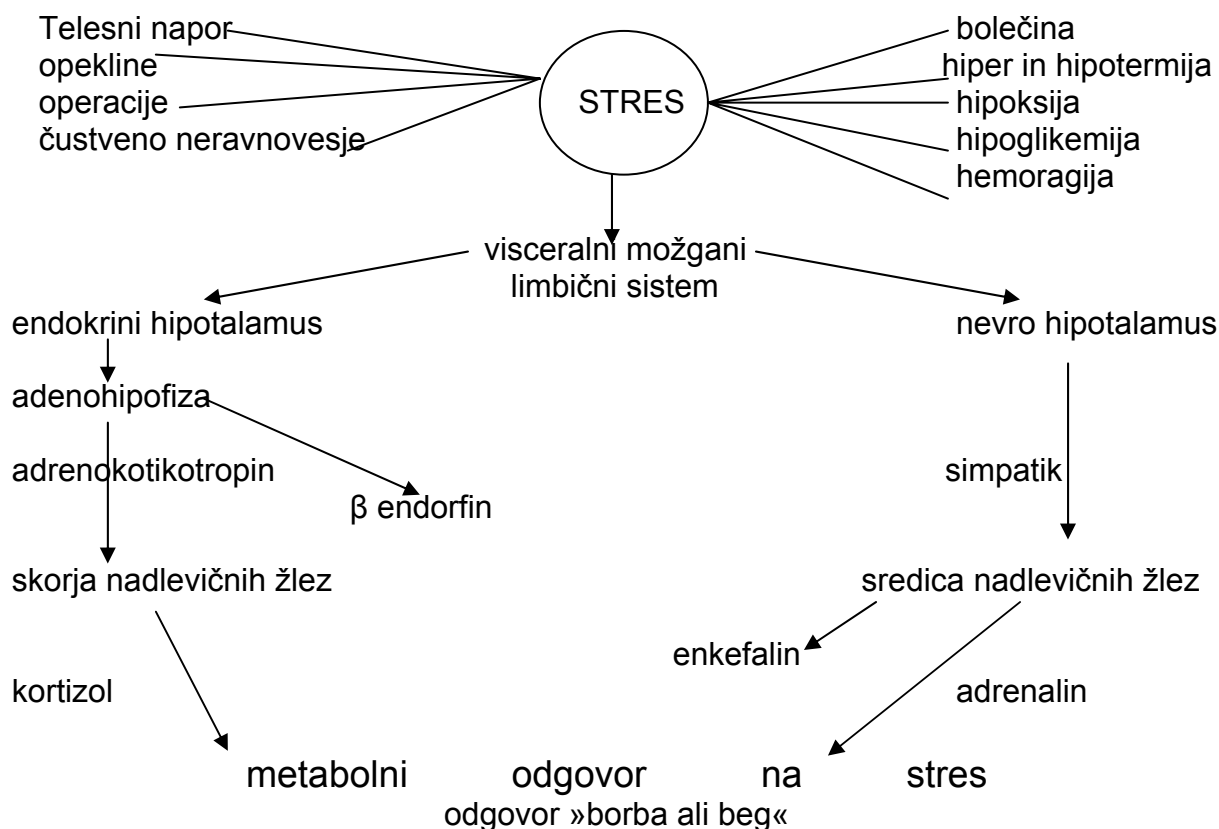 Telesni napor
opekline
operacije
čustveno neravnovesje
STRES
bolečina
hiper in hipotermija
hipoksija
hipoglikemija
hemoragija
visceralni možgani
limbični sistem
endokrini hipotalamus
nevro hipotalamus
adenohipofiza
adrenokotikotropin
simpatik
β endorfin
skorja nadlevičnih žlez
sredica nadlevičnih žlez
enkefalin
kortizol
adrenalin
metabolni odgovor na stres
odgovor »borba ali beg«